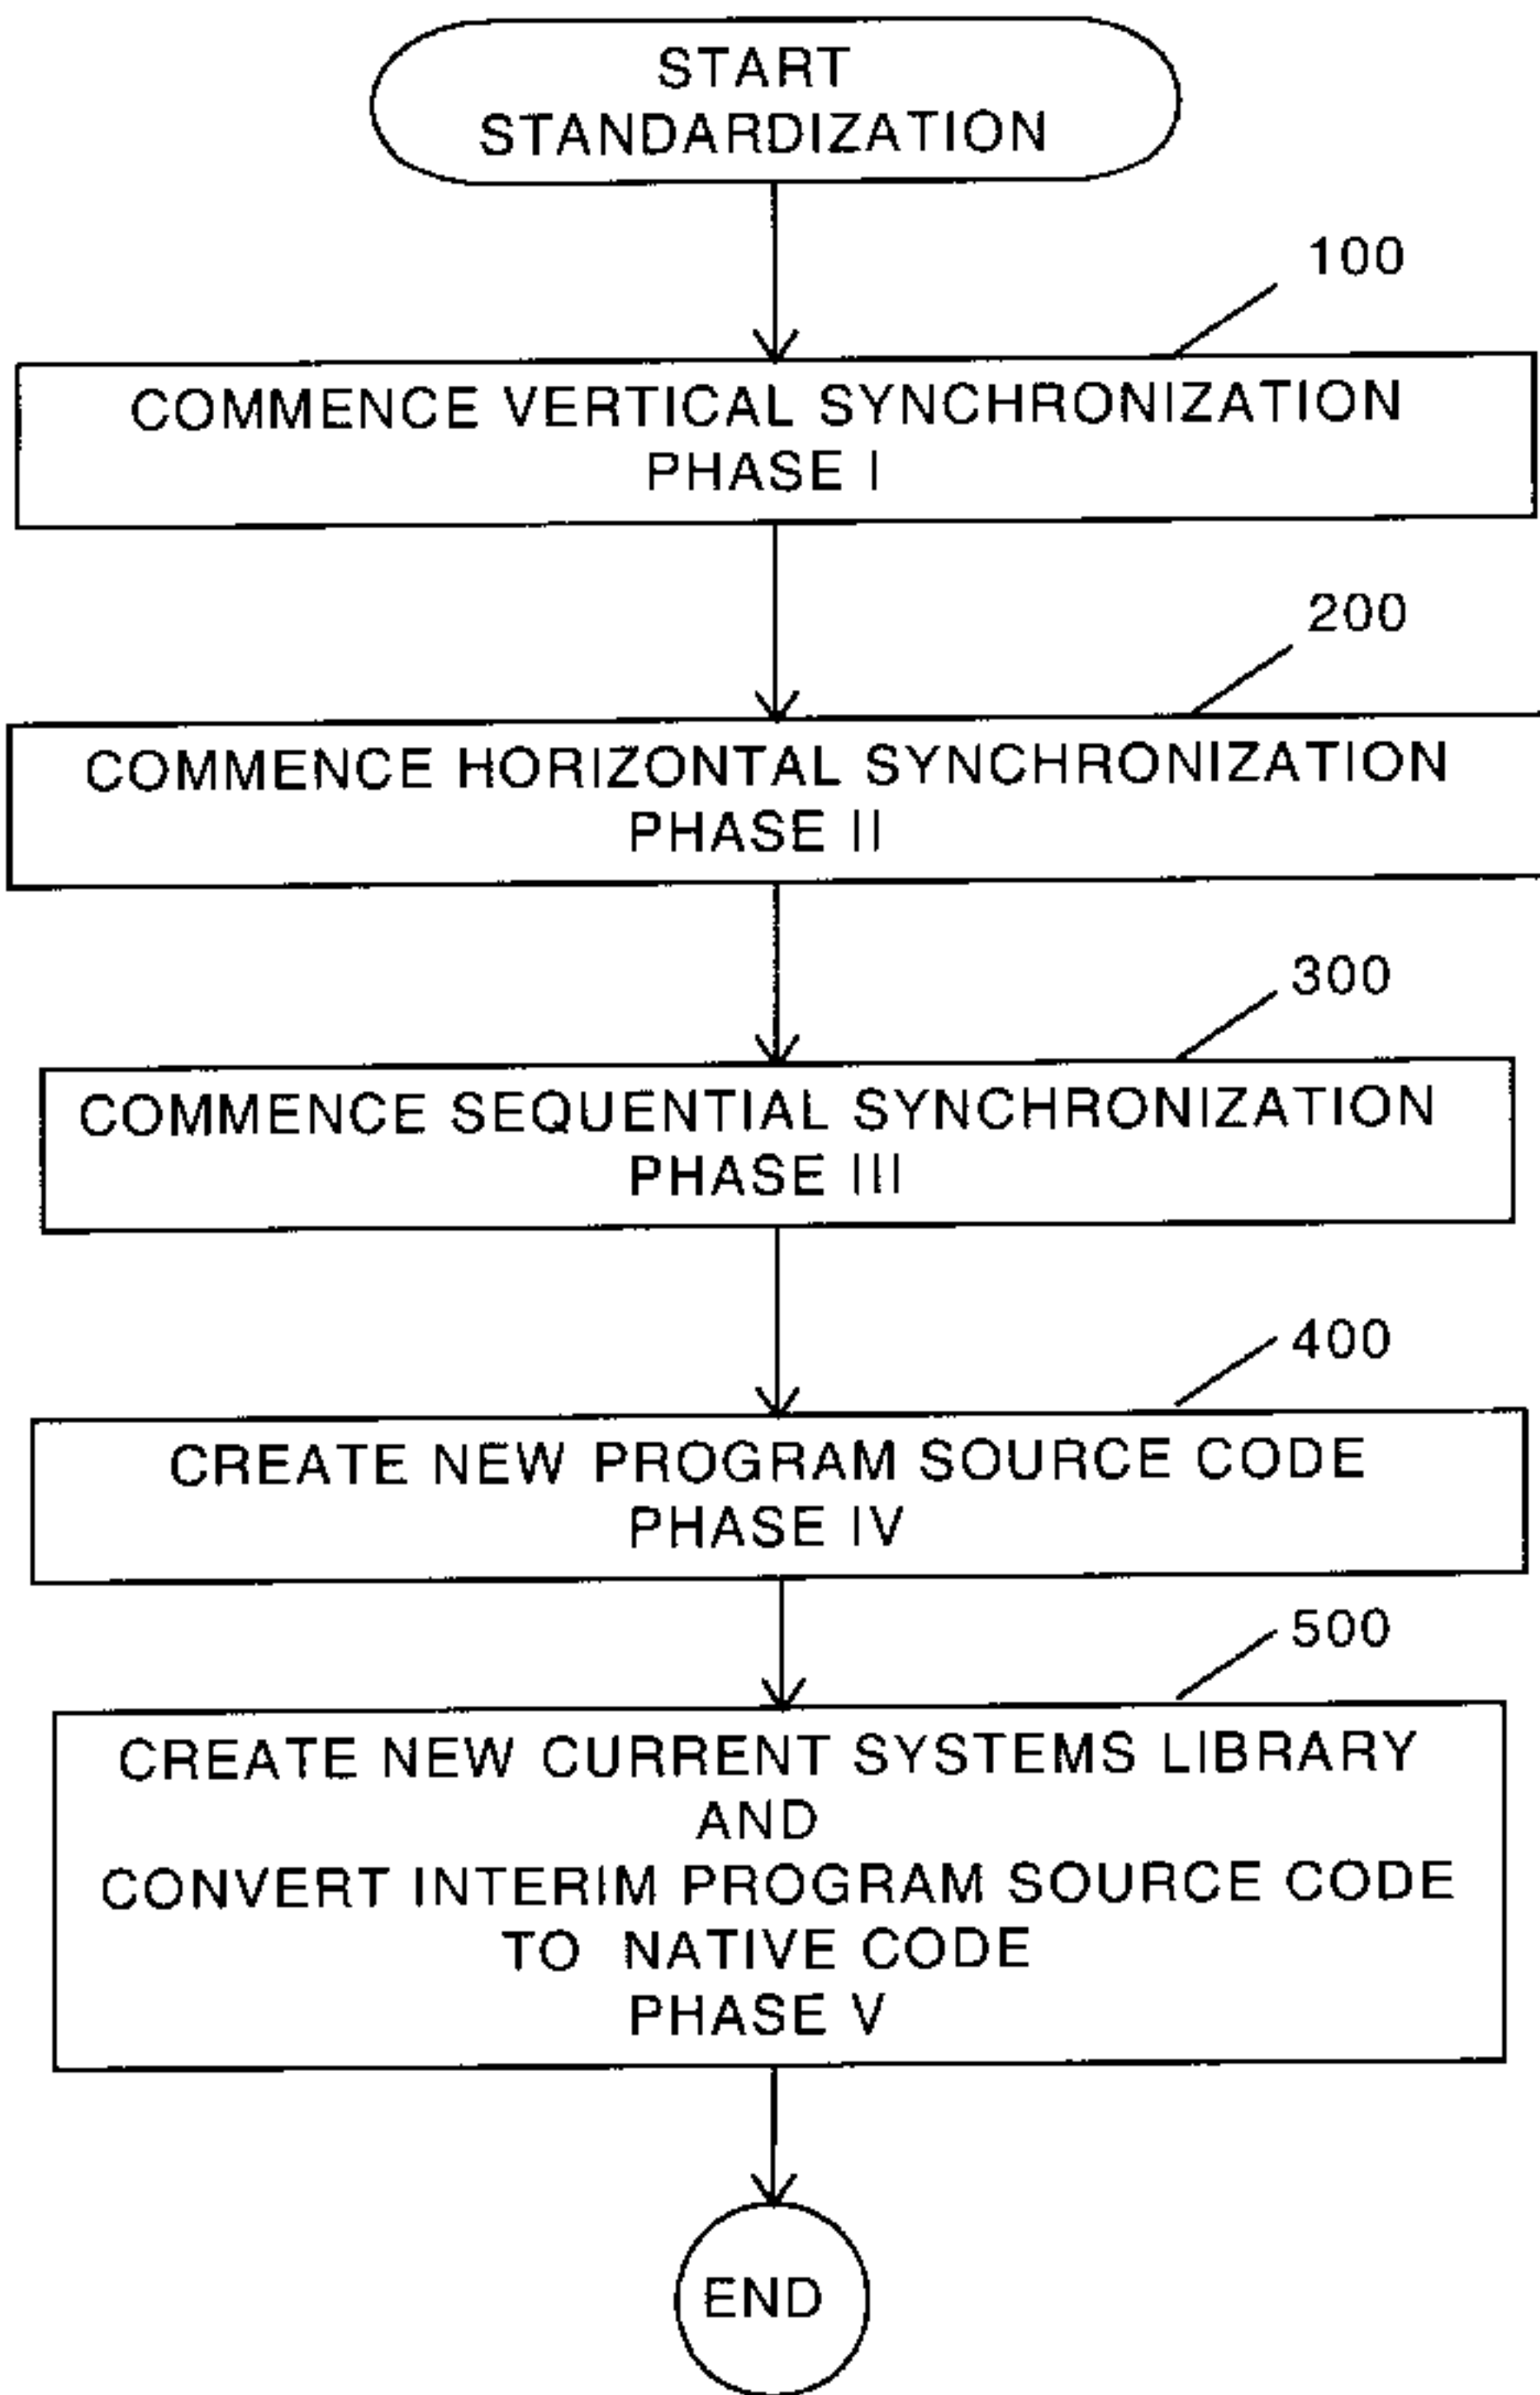 START
STANDARDIZATION
100
COMMENCE VERTICAL SYNCHRONIZATION
PHASE I
200
COMMENCE HORIZONTAL SYNCHRONIZATION
PHASE II
300
COMMENCE SEQUENTIAL SYNCHRONIZATION
PHASE III
400
CREATE NEW PROGRAM SOURCE CODE
PHASE IV
500
CREATE NEW CURRENT SYSTEMS LIBRARY
AND
CONVERT INTERIM PROGRAM SOURCE CODE
TO NATIVE CODE
PHASE V
END